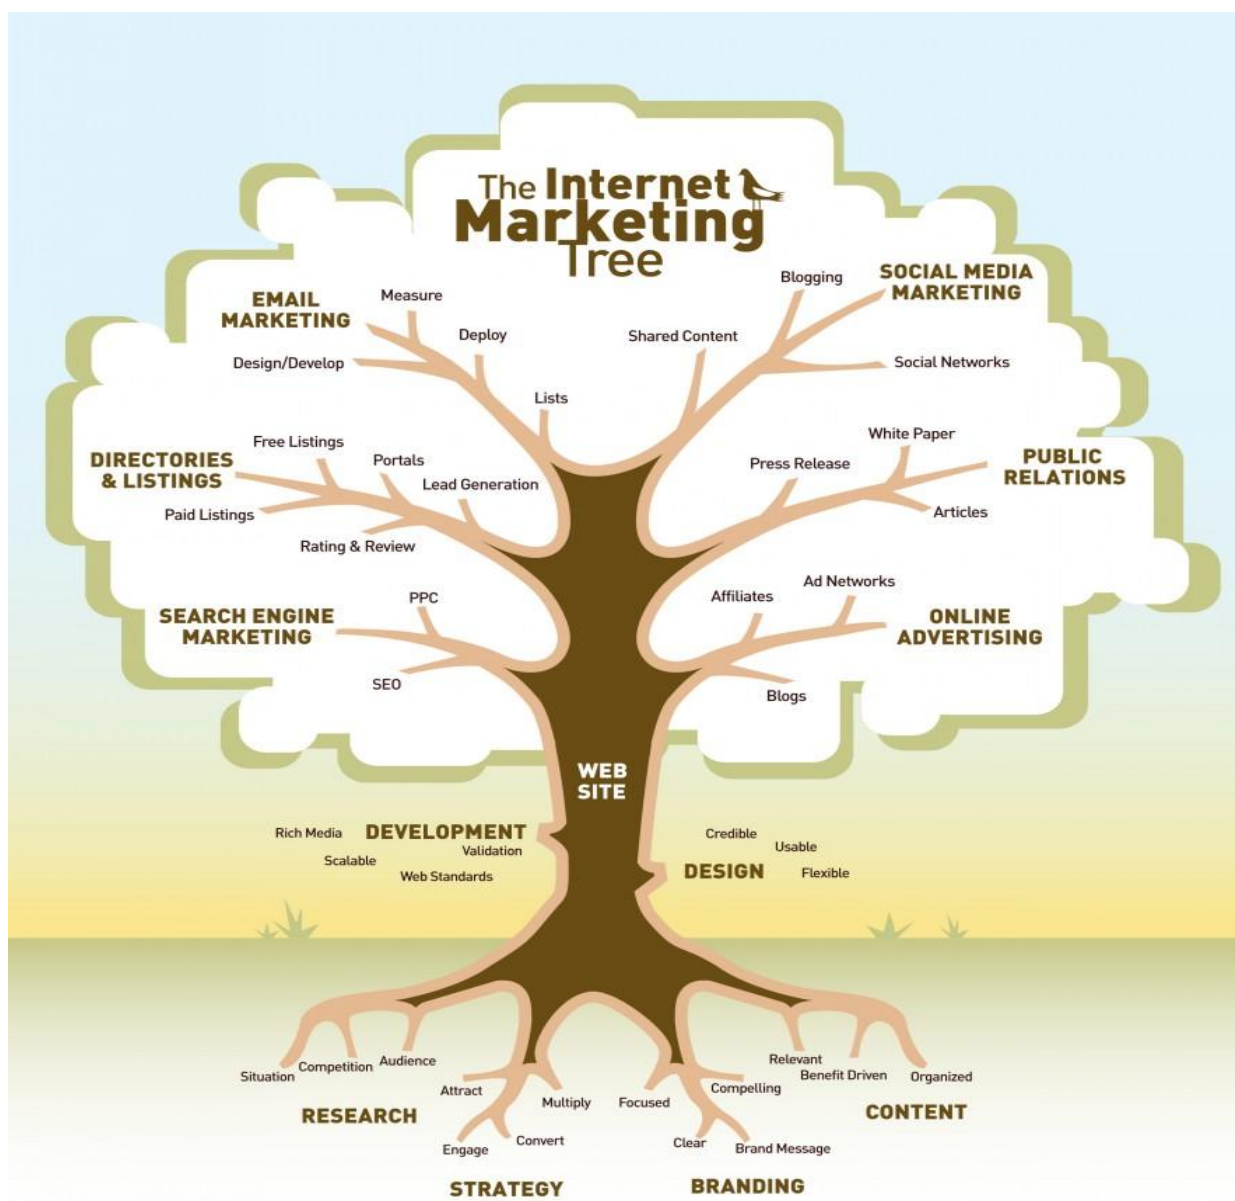 The Internet
Marketing
Tree
EMAIL
MARKETING
Measure
Deploy
Design/Develop
Lists
Shared Content
Blogging
SOCIAL MEDIA
MARKETING
Social Networks
DIRECTORIES
& LISTINGS
Free Listings
Portals
Lead Generation
Paid Listings
Rating & Review
Press Release
White Paper
PUBLIC
RELATIONS
Articles
SEARCH ENGINE
MARKETING
PPC
SEO
Affiliates
Ad Networks
ONLINE
ADVERTISING
Blogs
WEB
SITE
Rich Media
DEVELOPMENT
Validation
Scalable
Web Standards
Credible
Usable
DESIGN
Flexible
Situation
Competition
Audience
RESEARCH
Attract
Multiply
Engage
Convert
STRATEGY
Focused
Compelling
Clear
Brand Message
BRANDING
Relevant
Benefit Driven
Organized
CONTENT